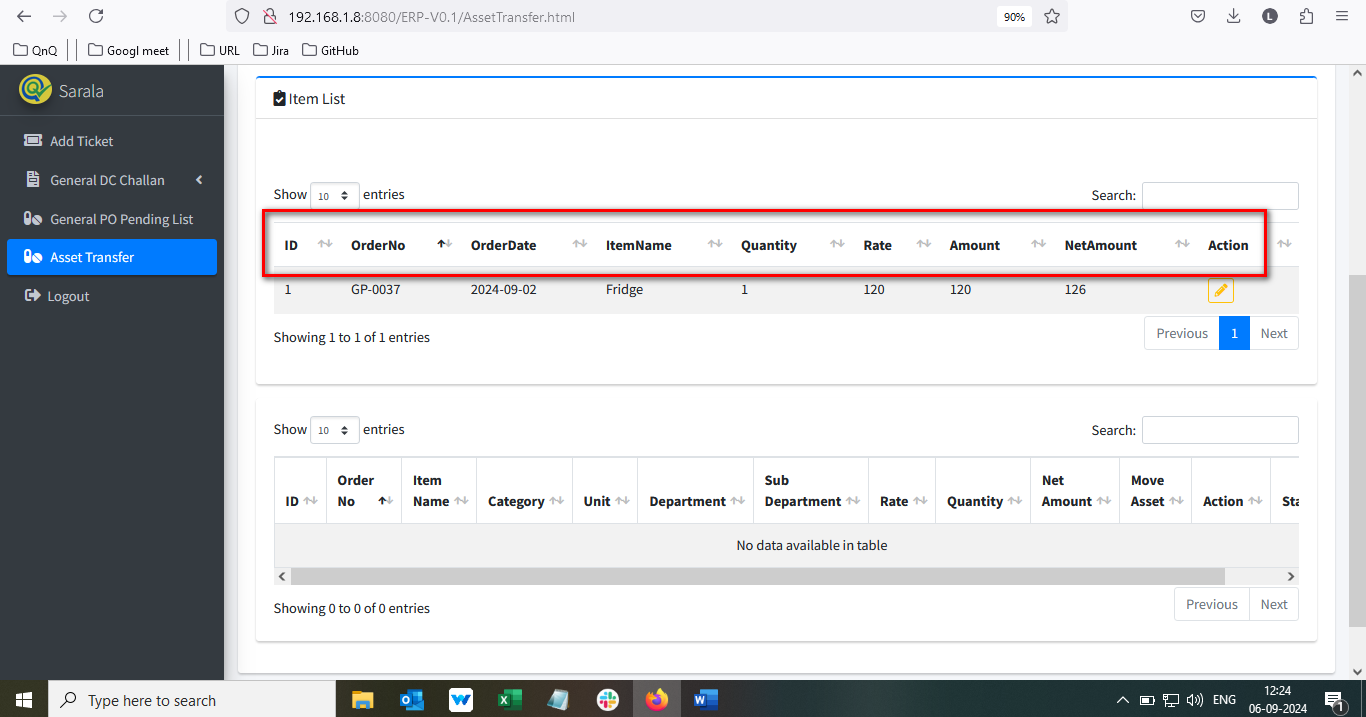 192.168.1.8:8080/ERP-V0.1/AssetTransfer.html
90%
L
QnQ
Googl meet
URL
Jira
GitHub
Sarala
Add Ticket
General DC Challan
General PO Pending List
Asset Transfer
Logout
Item List
Show 10 entries
Search:
ID OrderNo OrderDate ItemName Quantity Rate Amount NetAmount Action
1 GP-0037 2024-09-02 Fridge 1 120 120 126
Showing 1 to 1 of 1 entries
Previous 1 Next
Show 10 entries
Search:
ID Order No Item Name Category Unit Department Sub Department Rate Quantity Net Amount Move Asset Action Sta
No data available in table
Showing 0 to 0 of 0 entries
Previous Next
Type here to search
ENG
12:24
06-09-2024
1